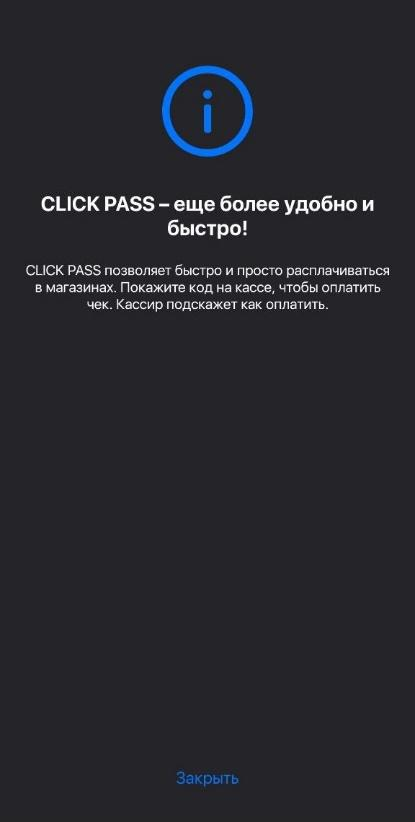 CLICK PASS – еще более удобно и
быстро!
CLICK PASS позволяет быстро и просто расплачиваться
в магазинах. Покажите код на кассе, чтобы оплатить
чек. Кассир подскажет как оплатить.
Закрыть